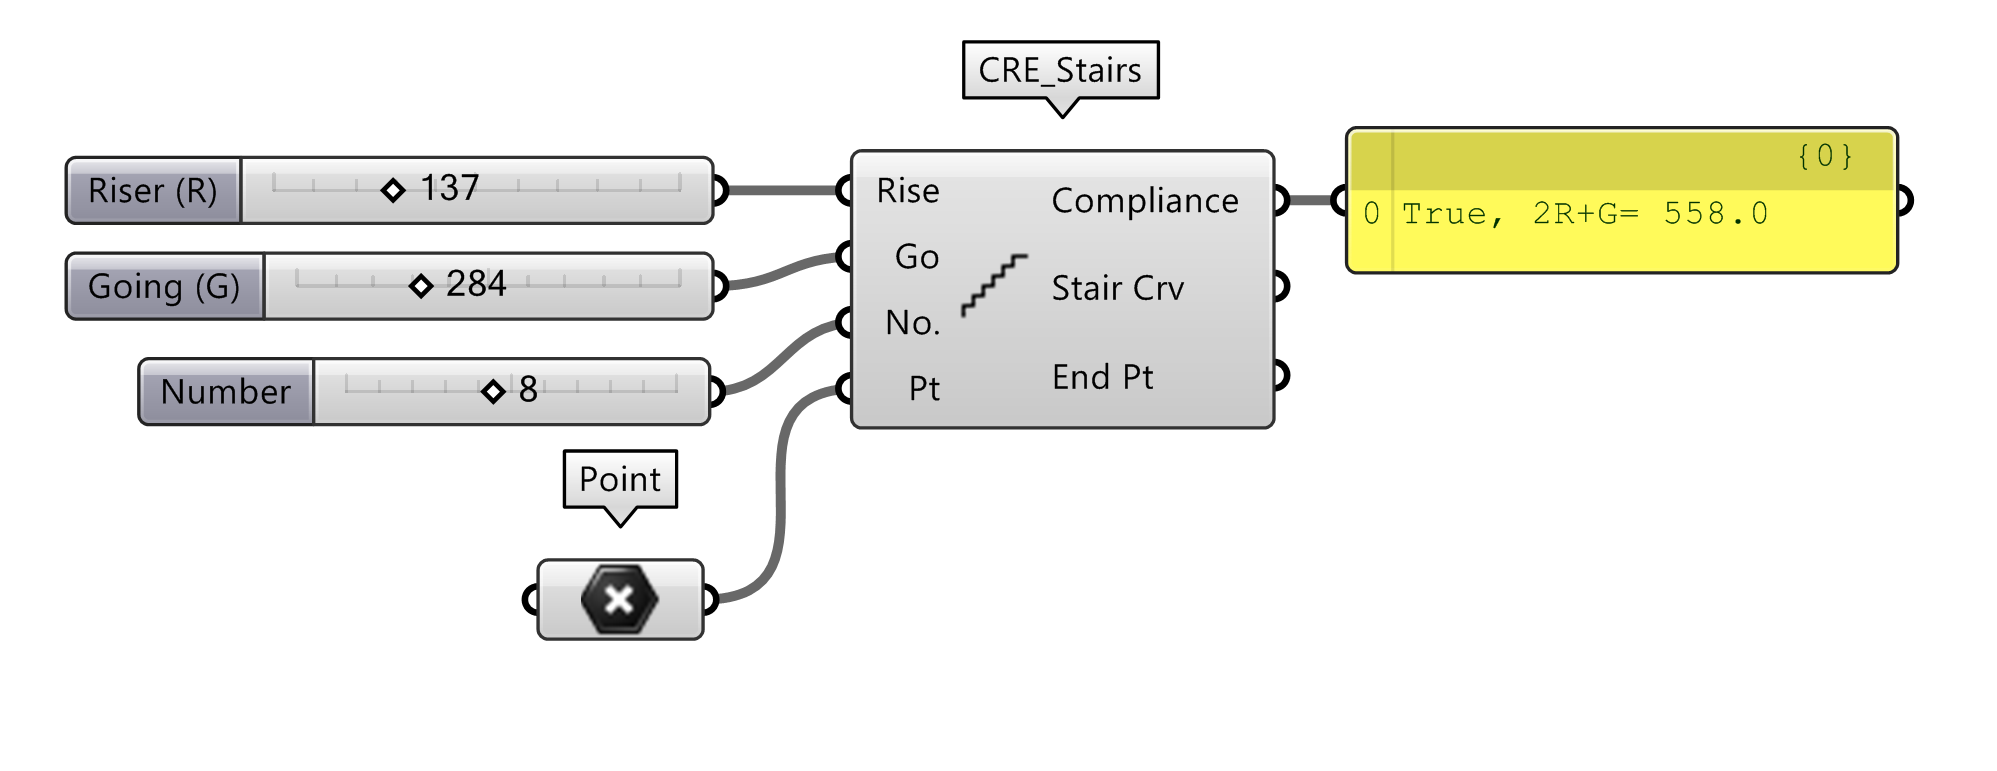 CRE_Stairs
Riser (R) 137
Going (G) 284
Number 8
Point
Rise
Go
No.
Pt
Compliance
Stair Crv
End Pt
{0}
0 True, 2R+G= 558.0